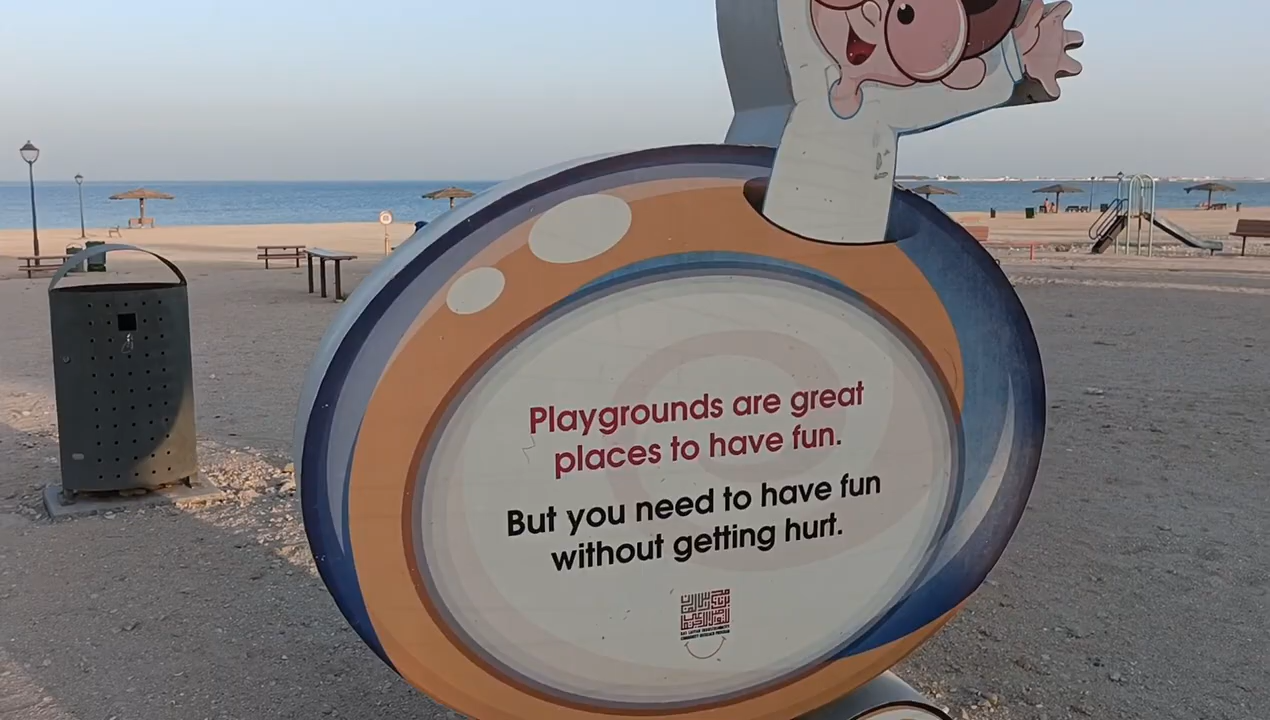 Playgrounds are great
places to have fun.
But you need to have fun
without getting hurt.